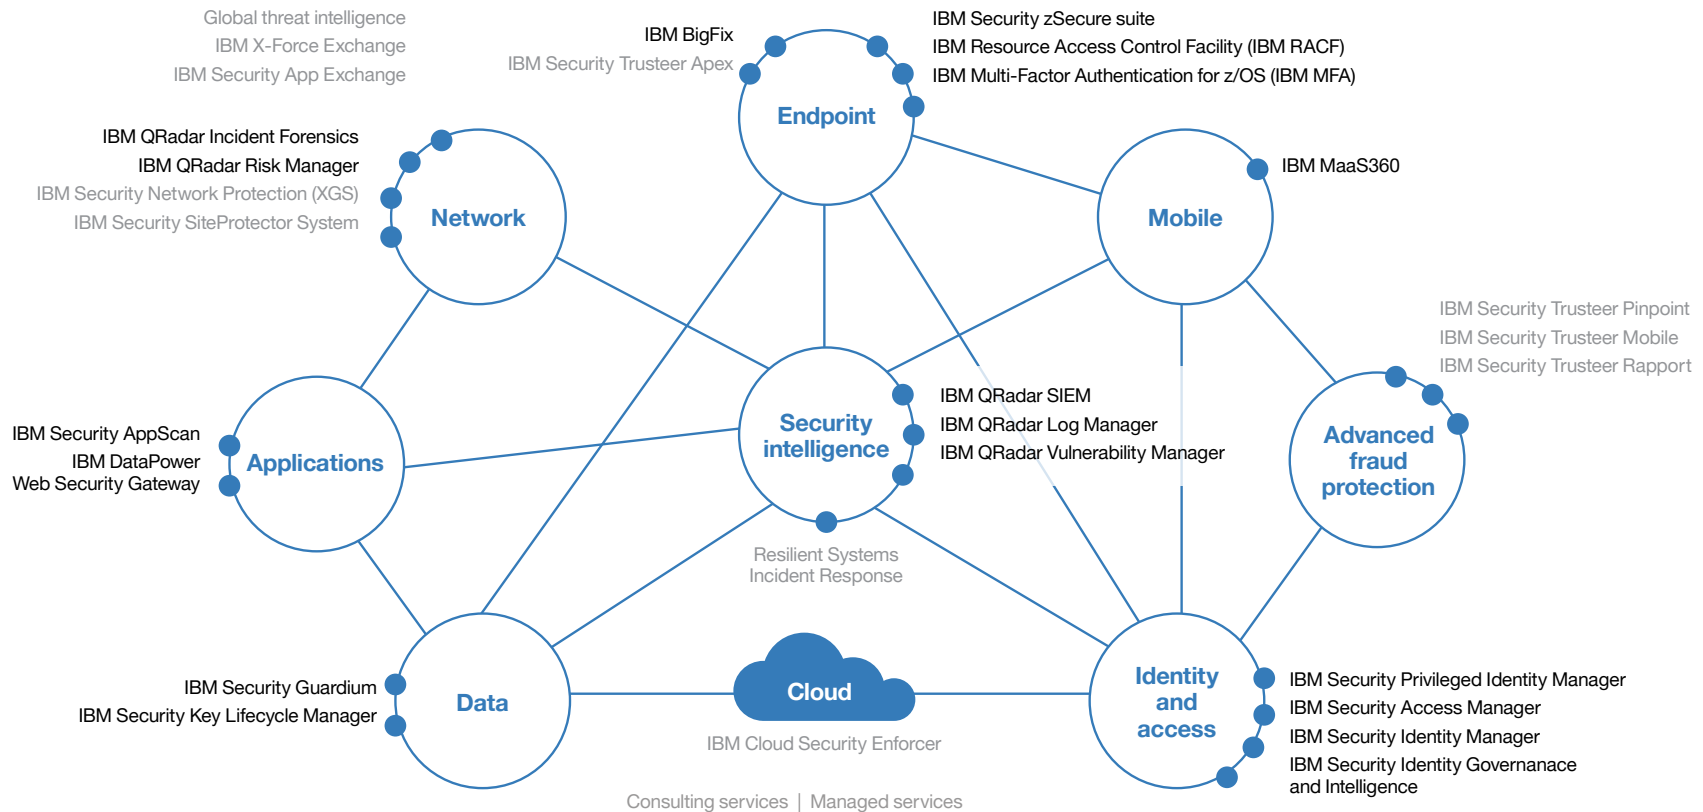 Global threat intelligence
IBM X-Force Exchange
IBM Security App Exchange
IBM BigFix
IBM Security Trusteer Apex
IBM Security zSecure suite
IBM Resource Access Control Facility (IBM RACF)
IBM Multi-Factor Authentication for z/OS (IBM MFA)
Endpoint
IBM QRadar Incident Forensics
IBM QRadar Risk Manager
IBM Security Network Protection (XGS)
IBM Security SiteProtector System
Network
Mobile
IBM MaaS360
IBM Security Trusteer Pinpoint
IBM Security Trusteer Mobile
IBM Security Trusteer Rapport
IBM Security AppScan
IBM DataPower
Web Security Gateway
Applications
Security
intelligence
IBM QRadar SIEM
IBM QRadar Log Manager
IBM QRadar Vulnerability Manager
Advanced
fraud
protection
Resilient Systems
Incident Response
IBM Security Guardium
IBM Security Key Lifecycle Manager
Data
Cloud
IBM Cloud Security Enforcer
Identity
and
access
IBM Security Privileged Identity Manager
IBM Security Access Manager
IBM Security Identity Manager
IBM Security Identity Governanace
and Intelligence
Consulting services | Managed services